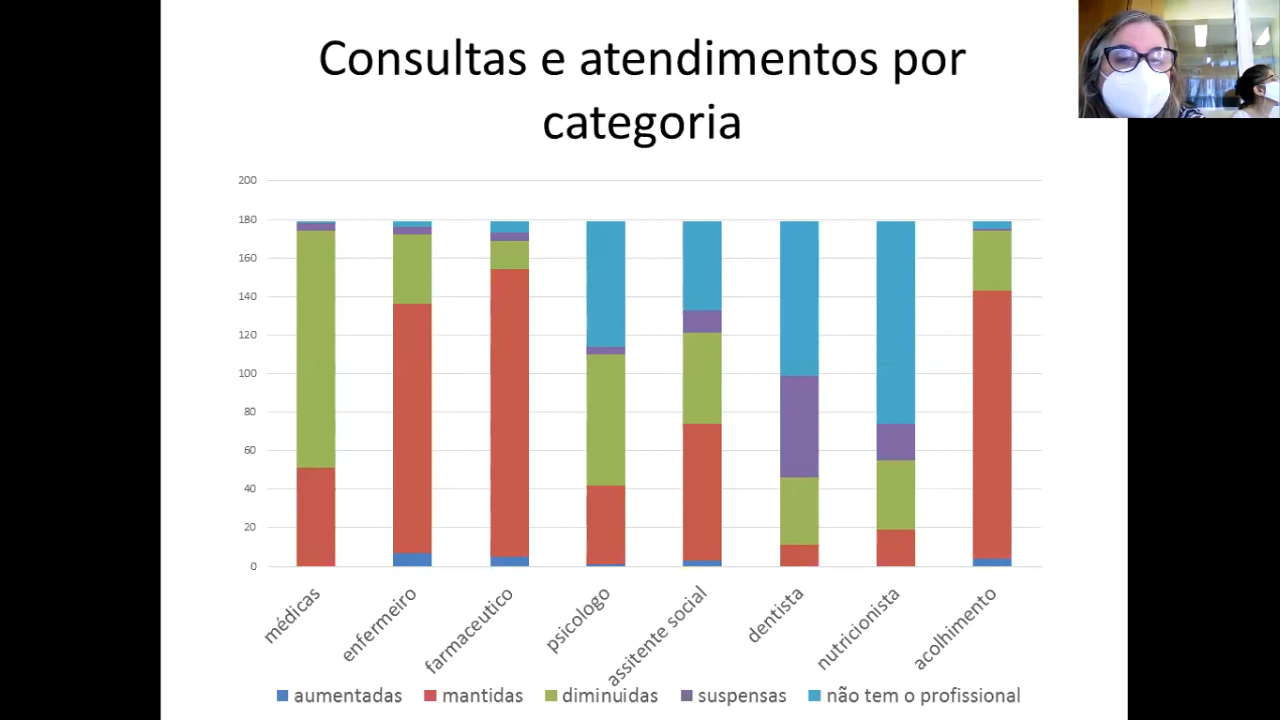 Consultas e atendimentos por
categoria
200
180
160
140
120
100
80
60
40
20
0
médicas
enfermeiro
farmaceutico
psicologo
assitente social
dentista
nutricionista
acolhimento
aumentadas mantidas diminuidas suspensas não tem o profissional